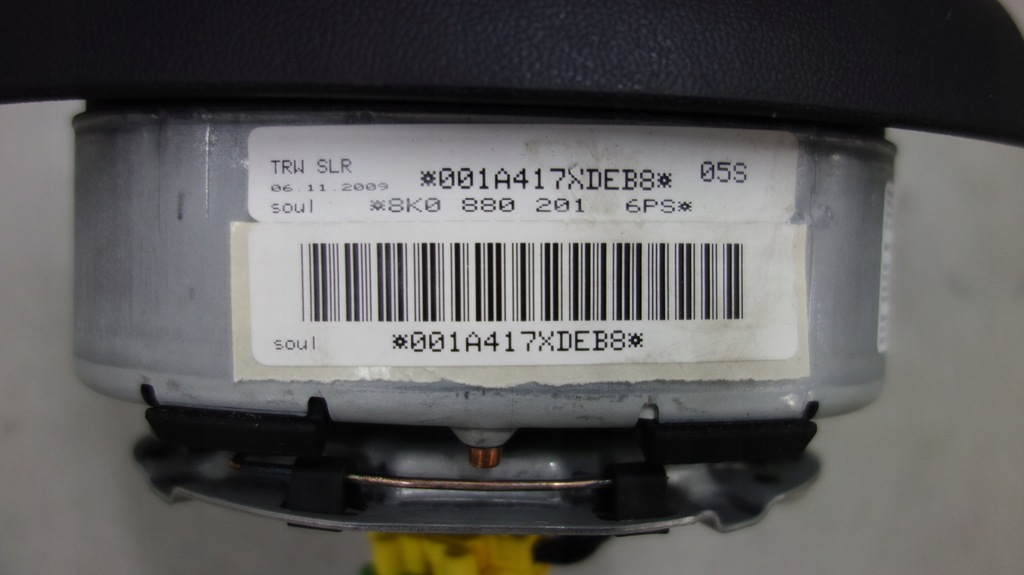 TRW SLR *001A417XDEB8* 05S
06.11.2009
soul *8K0 880 201 6PS*
soul *001A417XDEB8*